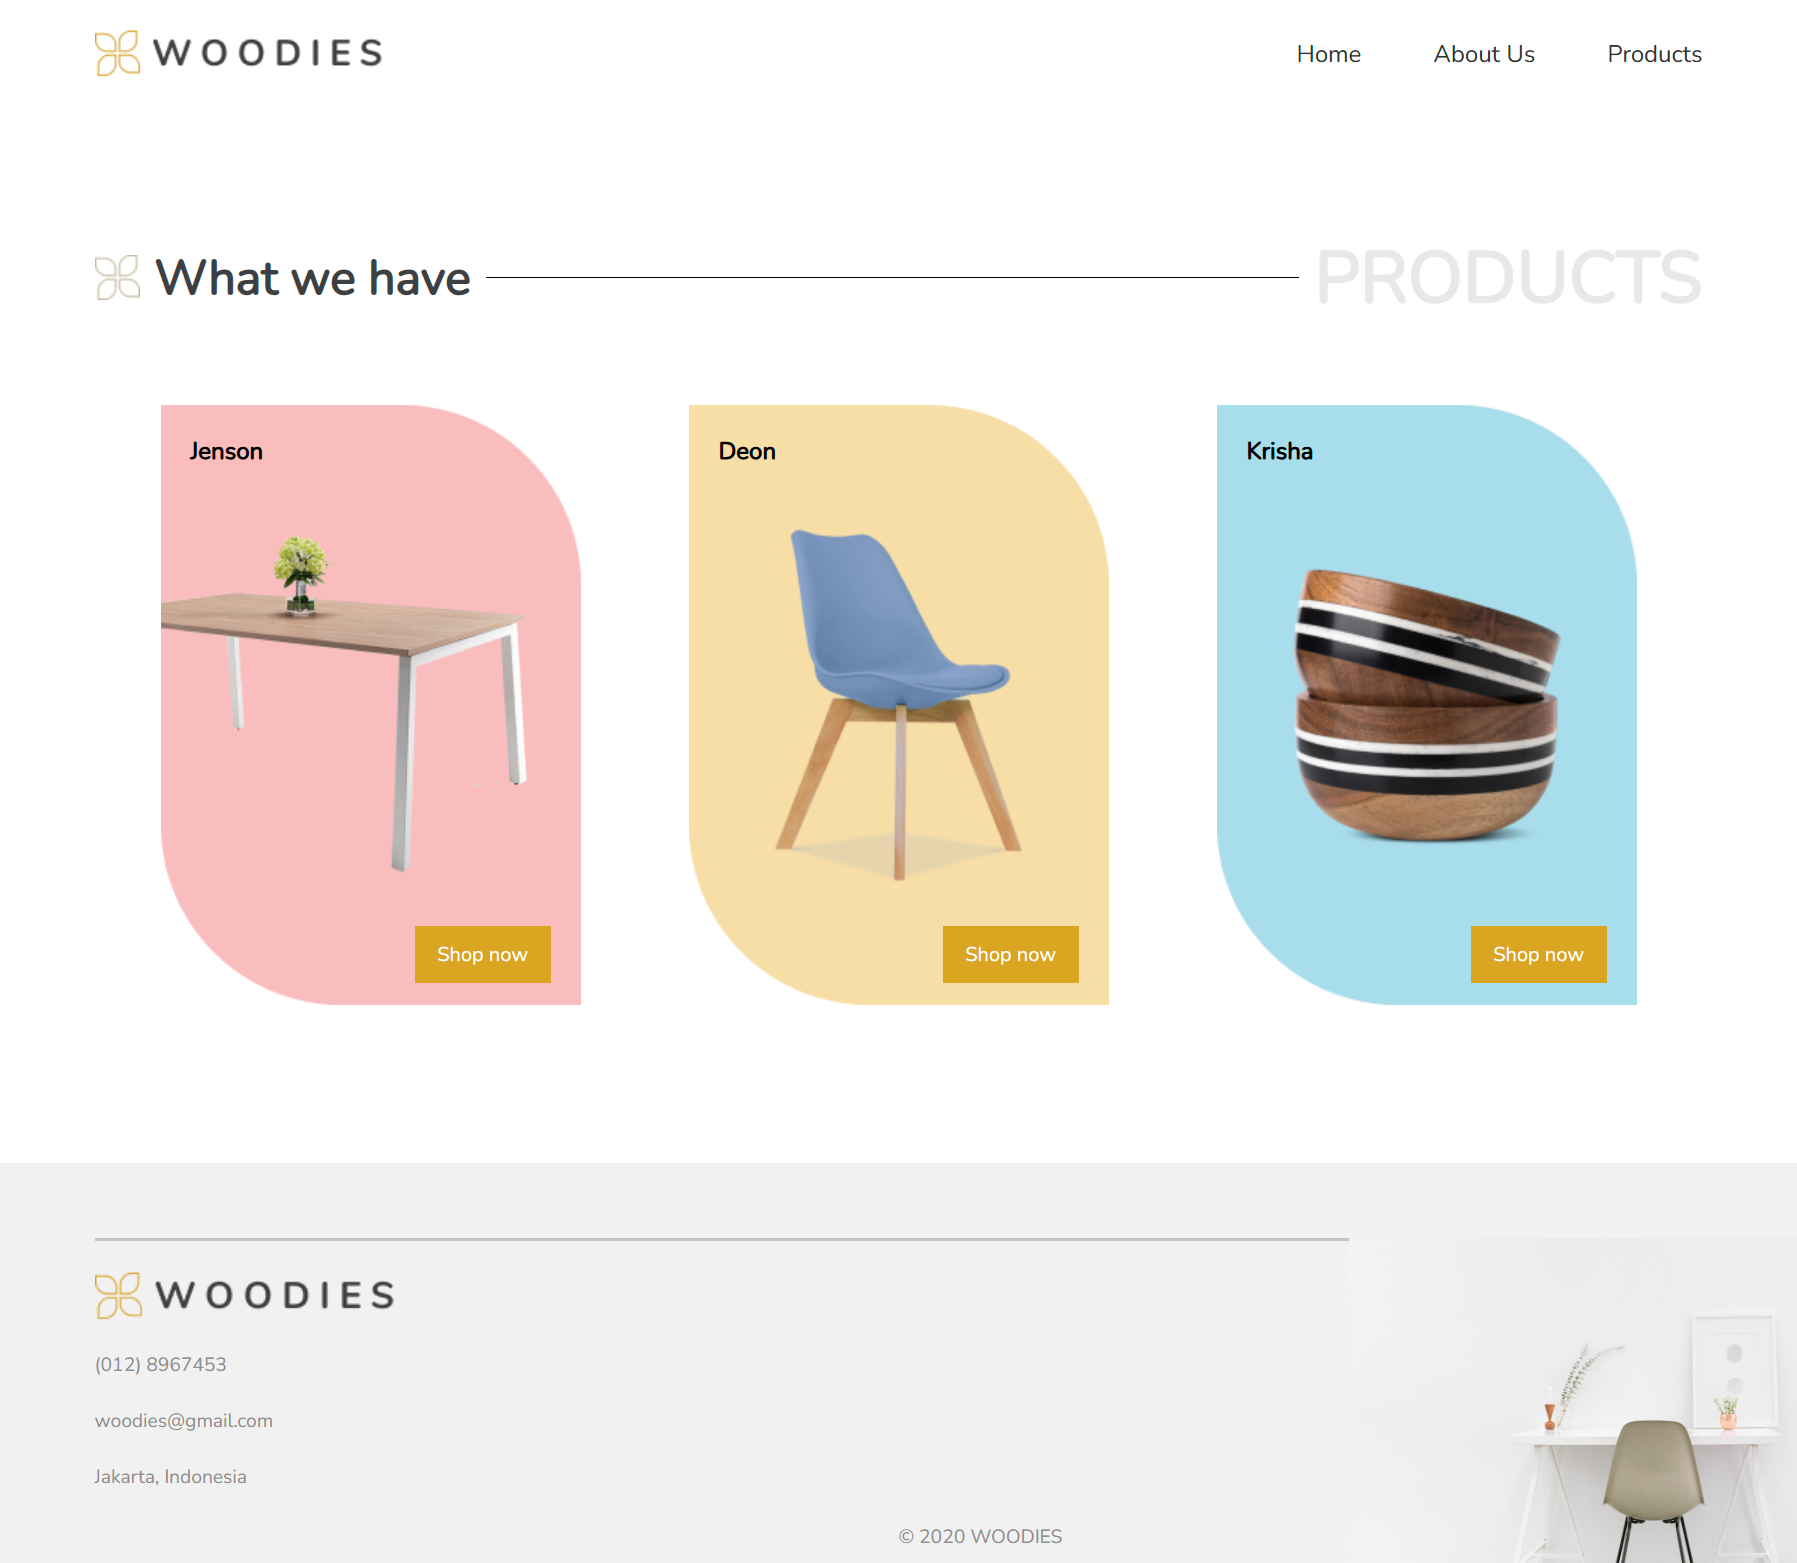 WOODIES
Home
About Us
Products
What we have
PRODUCTS
Jenson
Deon
Krisha
Shop now
Shop now
Shop now
WOODIES
(012) 8967453
woodies@gmail.com
Jakarta, Indonesia
© 2020 WOODIES